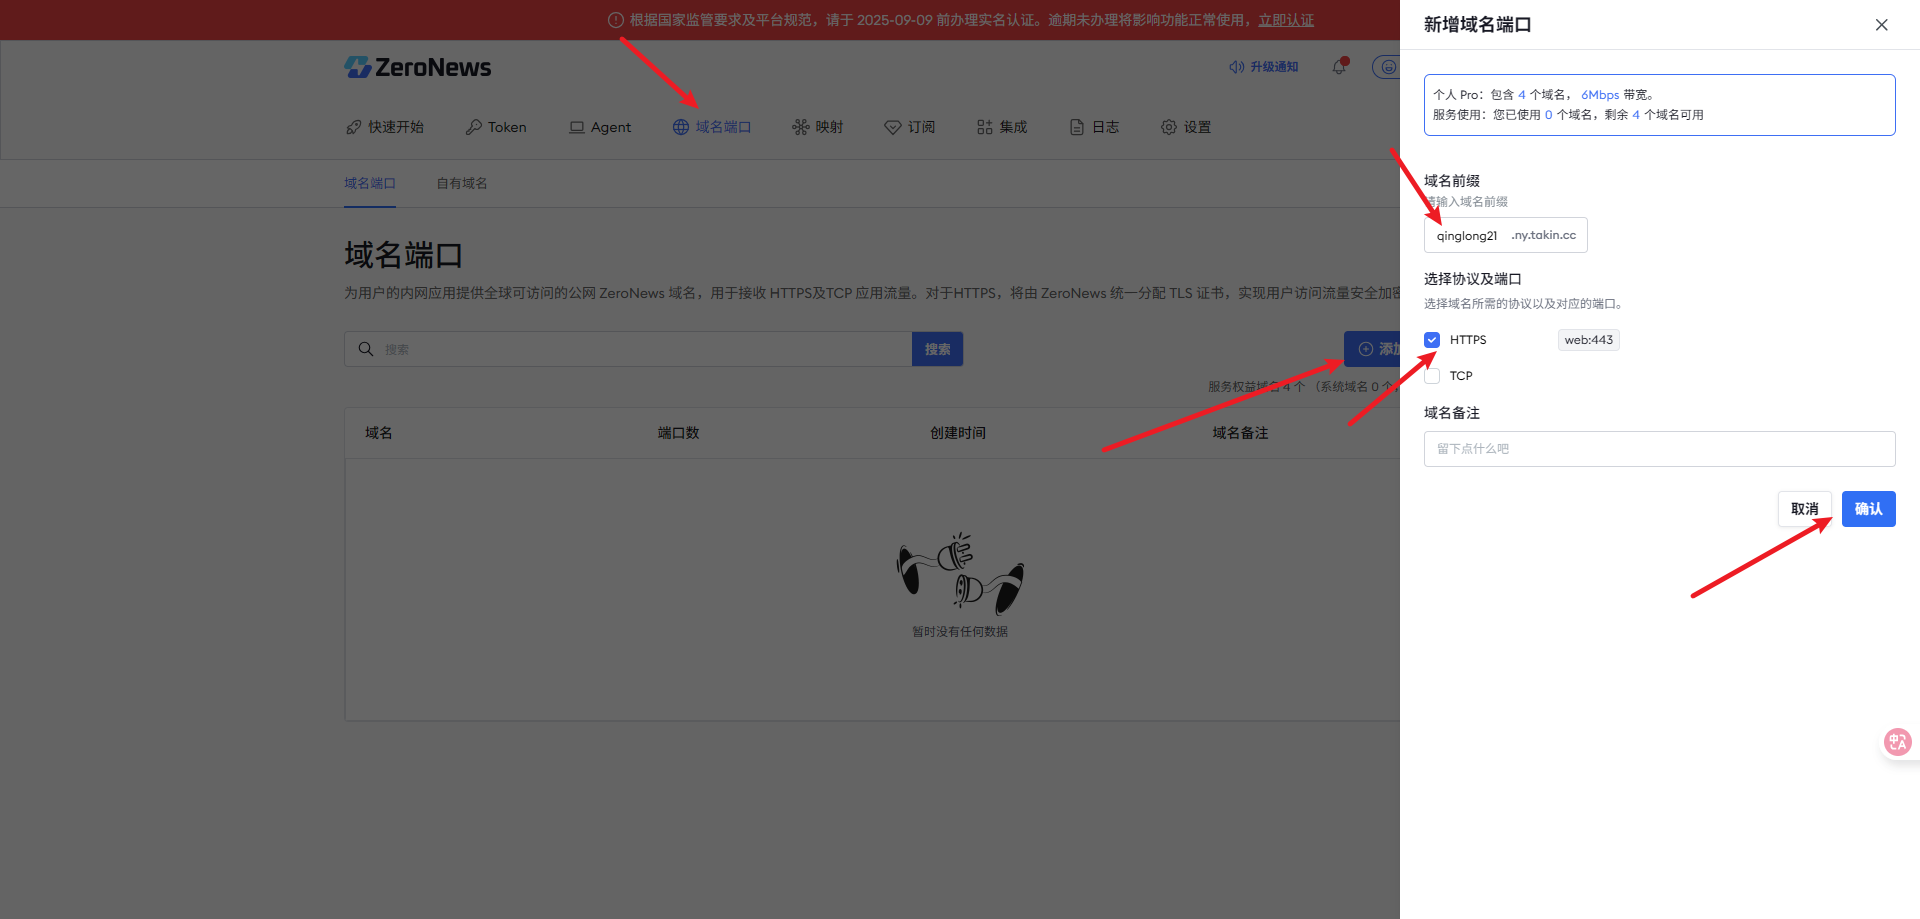 根据国家监管要求及平台规范，请于 2025-09-09 前办理实名认证。逾期未办理将影响功能正常使用，立即认证
ZeroNews
升级通知
快速开始
Token
Agent
域名端口
映射
订阅
集成
日志
设置
域名端口
自有域名
域名端口
为用户的内网应用提供全球可访问的公网 ZeroNews 域名，用于接收 HTTPS及TCP 应用流量。对于HTTPS，将由 ZeroNews 统一分配 TLS 证书，实现用户访问流量安全加密
搜索
搜索
添加
服务权益域名 4 个 （系统域名 0 个，
域名
端口数
创建时间
域名备注
暂时没有任何数据
新增域名端口
个人 Pro：包含 4 个域名， 6Mbps 带宽。
服务使用：您已使用 0 个域名，剩余 4 个域名可用
域名前缀
请输入域名前缀
qinglong21 .ny.takin.cc
选择协议及端口
选择域名所需的协议以及对应的端口。
HTTPS
web:443
TCP
域名备注
留下点什么吧
取消
确认